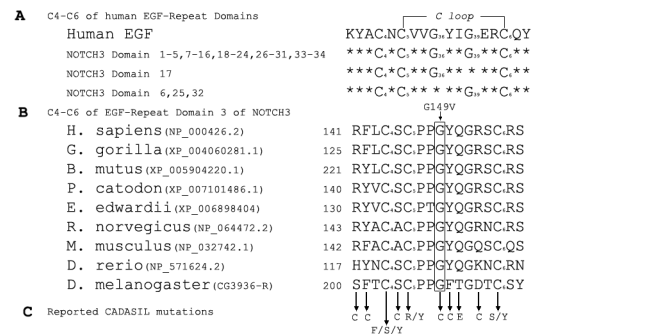 A C4-C6 of human EGF-Repeat Domains C loop
Human EGF KYAC₄NC₅VVG₃₆YIG₃₉ERC₆QY
NOTCH3 Domain 1-5,7-16,18-24,26-31,33-34 ***C₄*C₅**G₃₆**G₃₉**C₆**
NOTCH3 Domain 17 ***C₄*C₅**G₃₆*****C₆**
NOTCH3 Domain 6,25,32 ***C₄*C₅*****G₃₉**C₆**
B C4-C6 of EGF-Repeat Domain 3 of NOTCH3 G149V
H. sapiens(NP_000426.2) 141 RFLC₄SC₅PPGYQGRSC₆RS
G. gorilla(XP_004060281.1) 125 RFLC₄SC₅PPGYQGRSC₆RS
B. mutus(XP_005904220.1) 221 RYLC₄SC₅PPGYQGRSC₆RS
P. catodon(XP_007101486.1) 140 RYVC₄SC₅PPGYQGRSC₆RS
E. edwardii(XP_006898404) 130 RYVC₄SC₅PTGYQGRSC₆RS
R. norvegicus(NP_064472.2) 143 RYAC₄AC₅PPGYQGRNC₆RS
M. musculus(NP_032742.1) 142 RFAC₄AC₅PPGYQGQSC₆QS
D. rerio(NP_571624.2) 117 HYNC₄SC₅PPGYQGKNC₆RN
D. melanogaster(CG3936-R) 200 SFTC₄SC₅PPGFTGDTC₆SY
C Reported CADASIL mutations C C C R/Y C C E C S/Y
F/S/Y